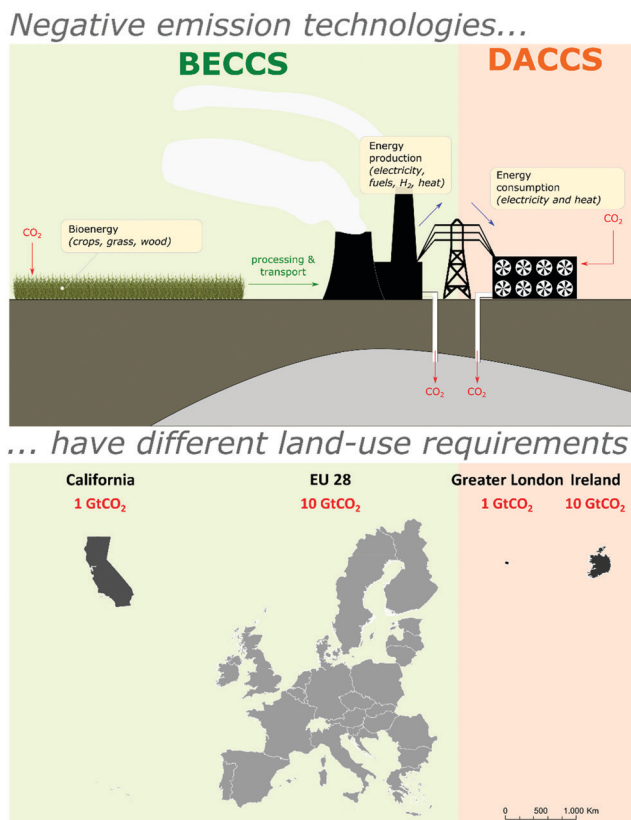 Negative emission technologies...
BECCS
DACCS
Energy
production
(electricity,
fuels, H₂, heat)
Energy
consumption
(electricity and heat)
CO₂
Bioenergy
(crops, grass, wood)
CO₂
processing &
transport
CO₂
CO₂
... have different land-use requirements
California
1 GtCO₂
EU 28
10 GtCO₂
Greater London
1 GtCO₂
Ireland
10 GtCO₂
0 500 1.000 Km